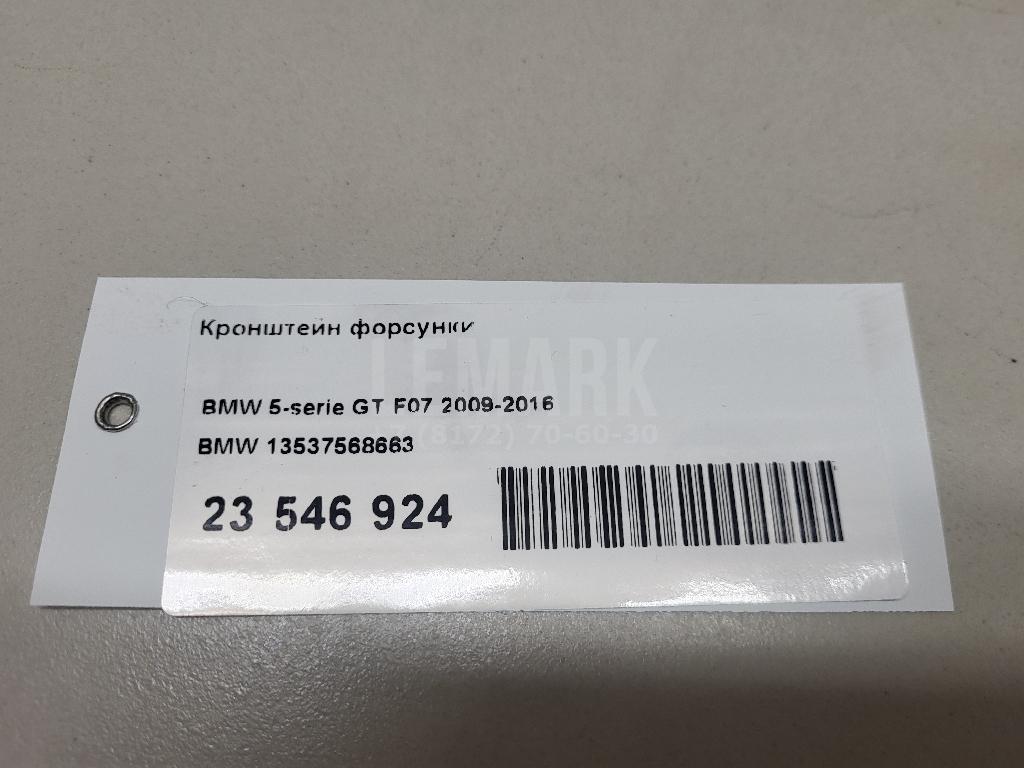 Кронштейн форсунки
LEMARK
BMW 5-serie GT F07 2009-2016
+7 (8172) 70-60-30
BMW 13537568663
23 546 924